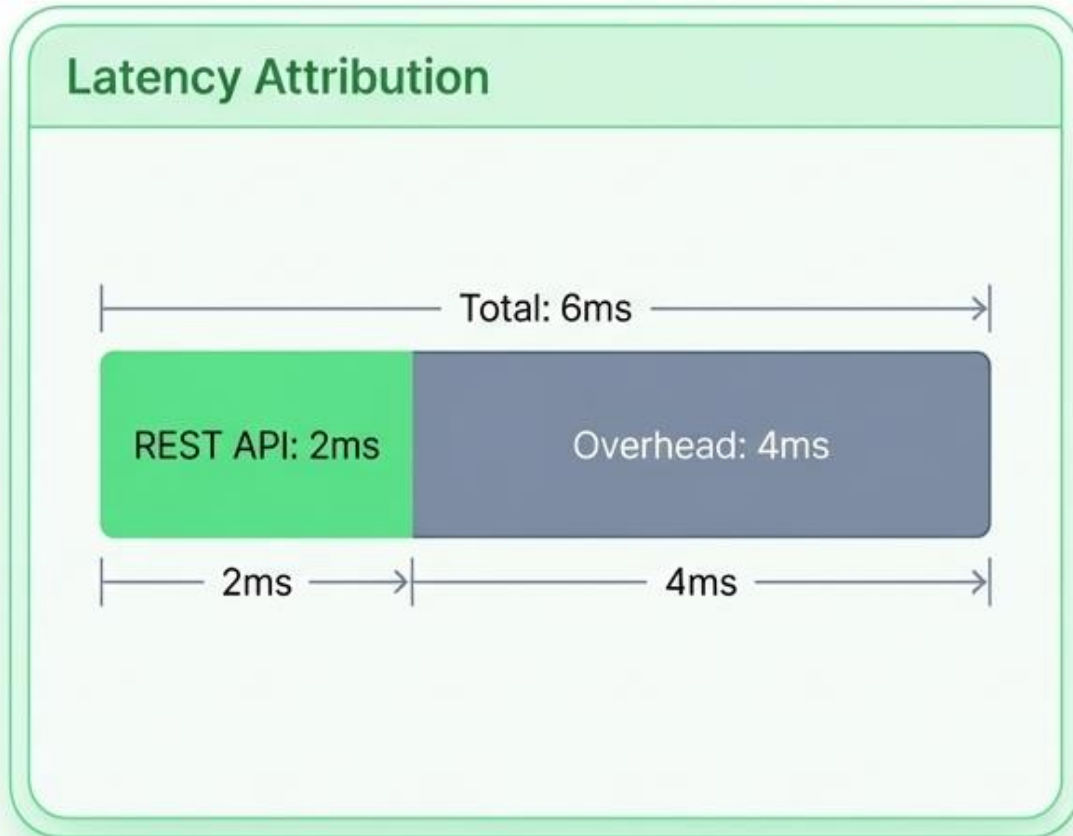 Latency Attribution
Total: 6ms
REST API: 2ms
Overhead: 4ms
2ms
4ms